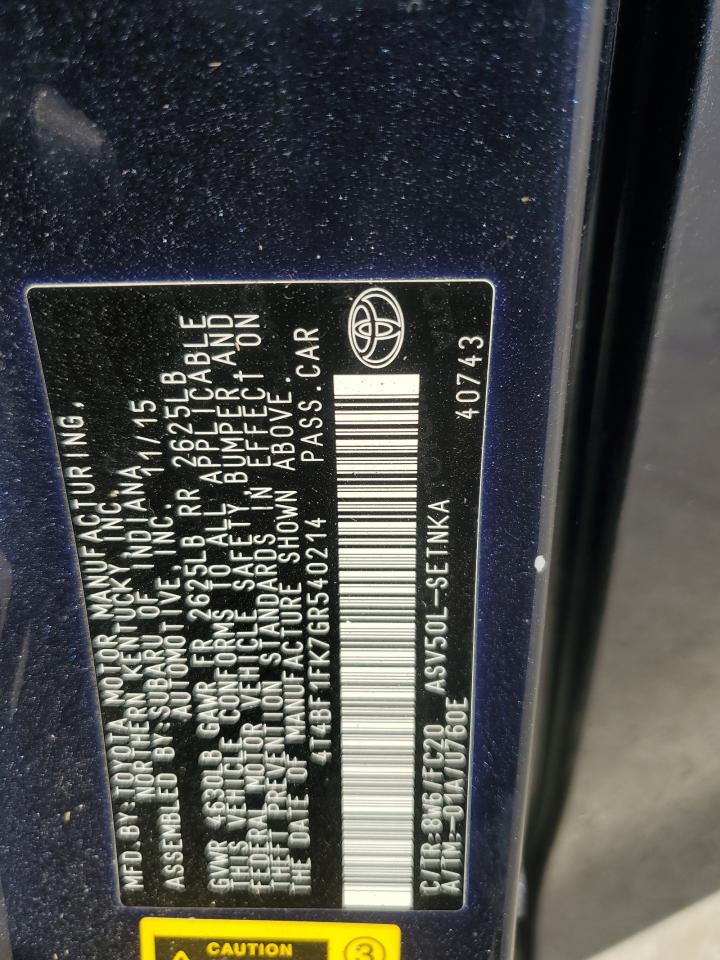 MFD.BY:TOYOTA MOTOR MANUFACTURING,
NORTHERN KENTUCKY,INC.
ASSEMBLED BY:SUBARU OF INDIANA
AUTOMOTIVE, INC. 11/15
GVWR 4630LB GAWR FR 2625LB RR 2625LB
THIS VEHICLE CONFORMS TO ALL APPLICABLE
FEDERAL MOTOR VEHICLE SAFETY,BUMPER,AND
THEFT PREVENTION STANDARDS IN EFFECT ON
THE DATE OF MANUFACTURE SHOWN ABOVE.
4T4BF1FK7GR540214 PASS.CAR
C/TR:8W6/FC20 ASV50L-SETNKA 40743
A/TM:-01A/U760E
CAUTION
3